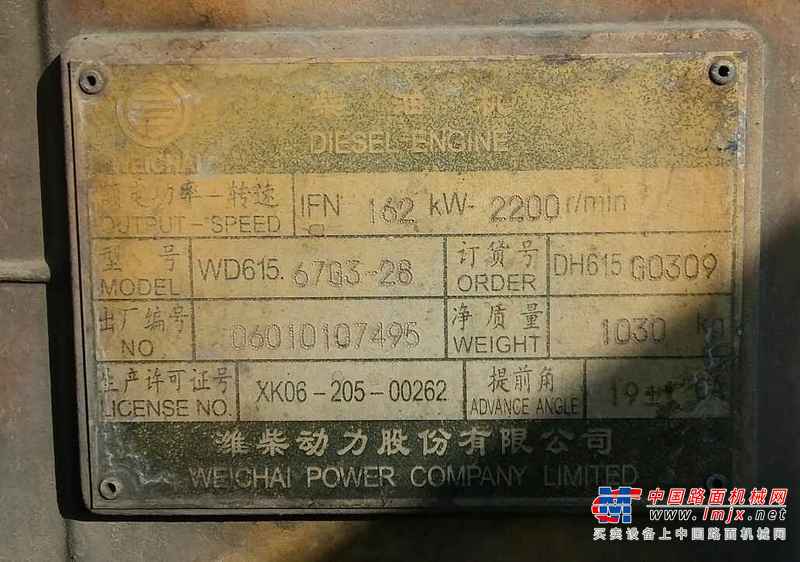 柴油机
DIESEL ENGINE
WEICHAI
额定功率－转速 IFN 162 kW- 2200 r/min
OUTPUT－SPEED
型号 WD615. 67G3-28 订货号 DH615 G0309
MODEL ORDER
出厂编号 06010107495 净质量 1030 kg
NO WEIGHT
生产许可证号 XK06－205－00262 提前角 19
LICENSE NO. ADVANCE ANGLE
潍柴动力股份有限公司
WEICHAI POWER COMPANY LIMITED
中国路面机械网
www.lmjx.net
买卖设备上中国路面机械网